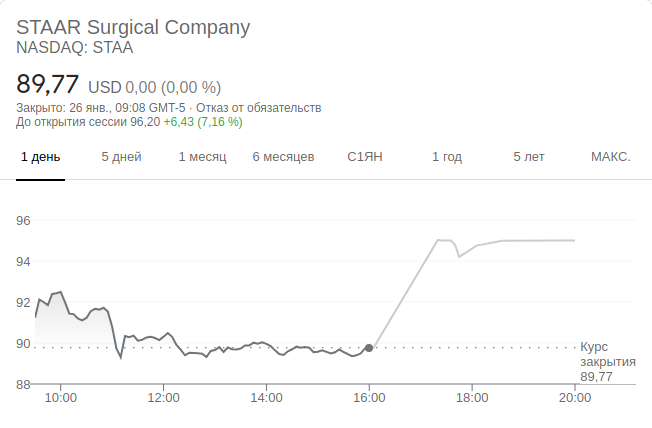 STAAR Surgical Company
NASDAQ: STAA
89,77 USD 0,00 (0,00 %)
Закрыто: 26 янв., 09:08 GMT-5 · Отказ от обязательств
До открытия сессии 96,20 +6,43 (7,16 %)
1 день 5 дней 1 месяц 6 месяцев С1ЯН 1 год 5 лет МАКС.
96
94
92
90
88
Курс
закрытия
89,77
10:00 12:00 14:00 16:00 18:00 20:00